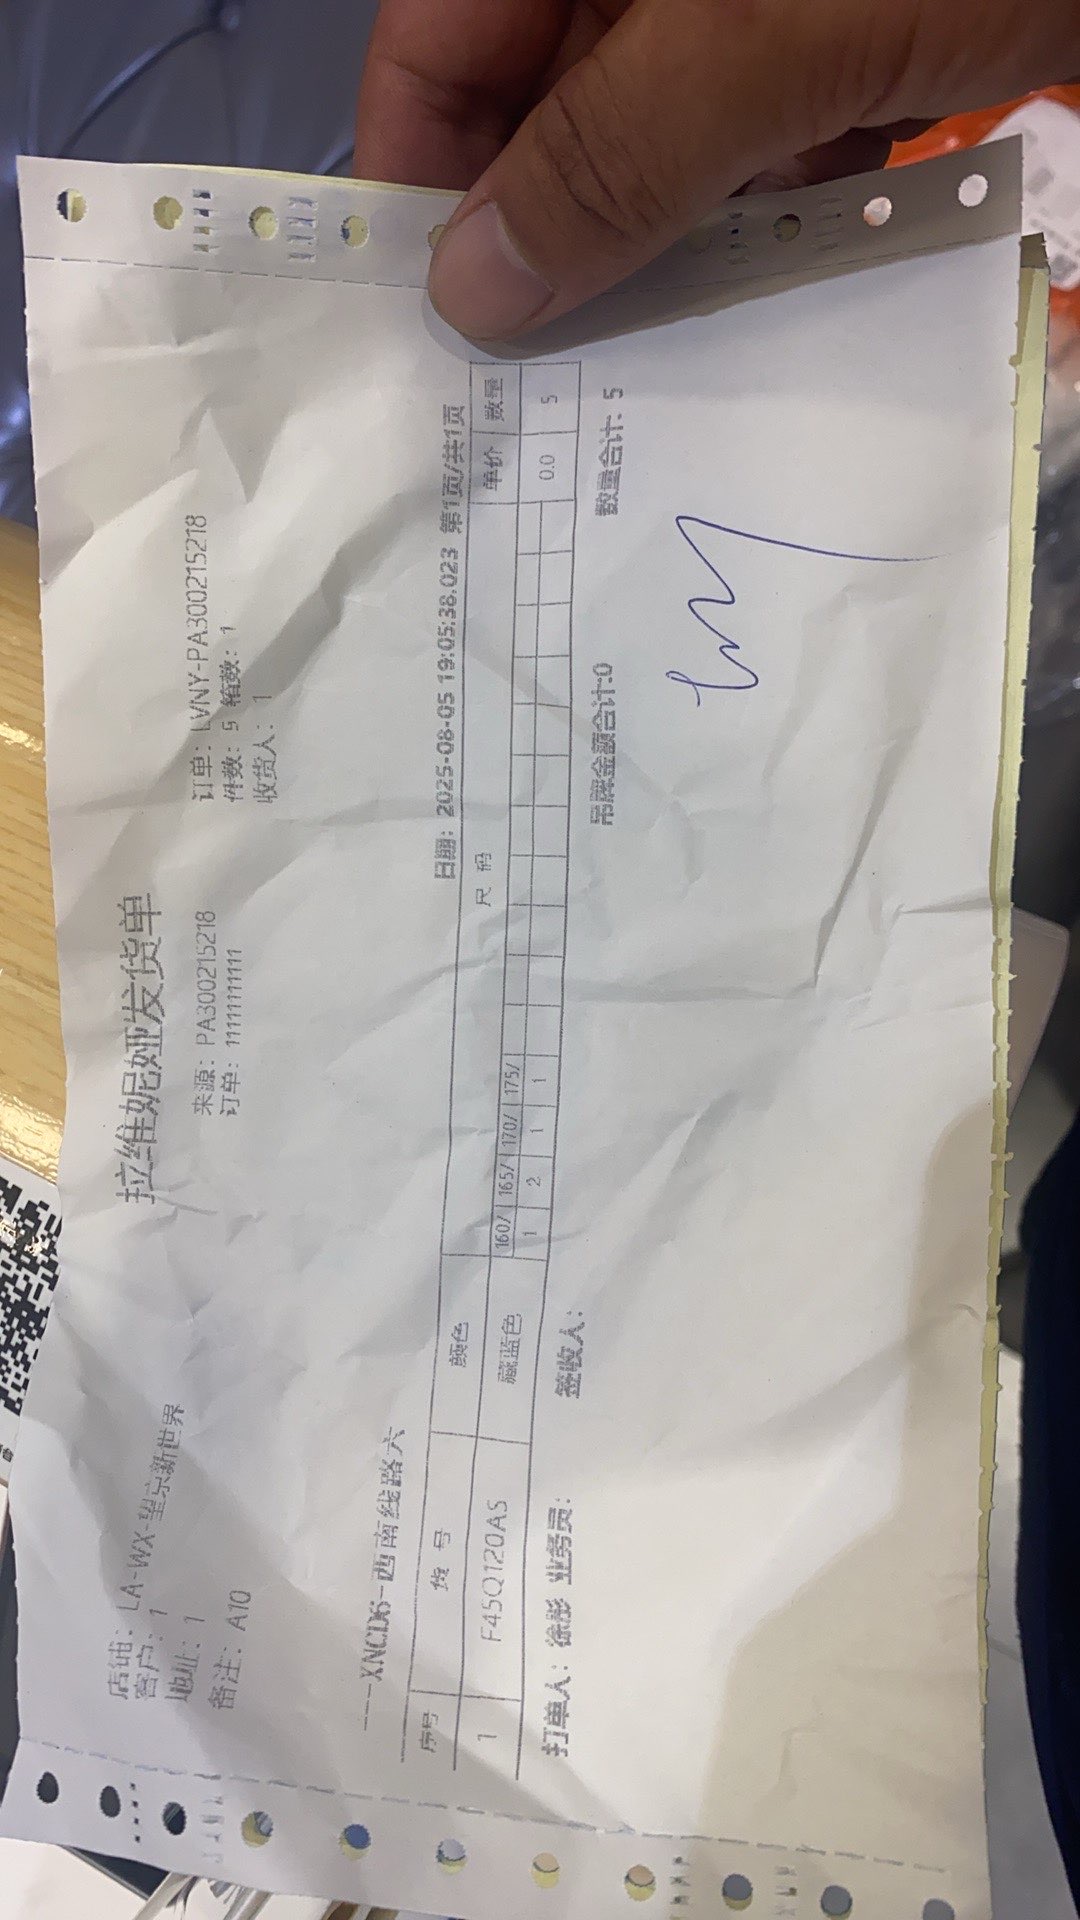 拉维妮娅发货单
店铺: LA-WX-望京新世界
客户: 1
地址: 1
备注: A10
来源: PA300215218
订单: 11111111111
订单: LVNY-PA300215218
件数: 5 箱数: 1
收货人: 1
---XNCD6-西南线路六
日期: 2025-08-05 19:05:38.023 第1页/共1页
序号 货 号 颜色 尺 码 单价 数量
160/ 165/ 170/ 175/
1 F45Q120AS 藏蓝色 1 2 1 1 0.0 5
打单人: 徐彤 业务员: 签收人: 吊牌金额合计:0 数量合计: 5